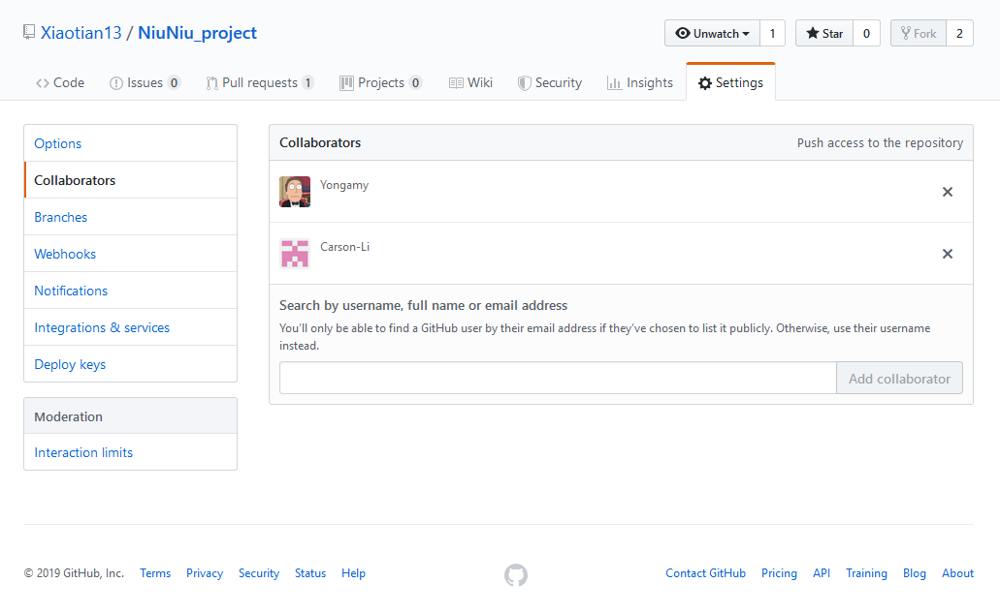 Xiaotian13 / NiuNiu_project
Unwatch 1 Star 0 Fork 2
Code Issues 0 Pull requests 1 Projects 0 Wiki Security Insights Settings
Options
Collaborators
Branches
Webhooks
Notifications
Integrations & services
Deploy keys
Moderation
Interaction limits
Collaborators Push access to the repository
Yongamy
Carson-Li
Search by username, full name or email address
You'll only be able to find a GitHub user by their email address if they've chosen to list it publicly. Otherwise, use their username
instead.
Add collaborator
© 2019 GitHub, Inc. Terms Privacy Security Status Help Contact GitHub Pricing API Training Blog About